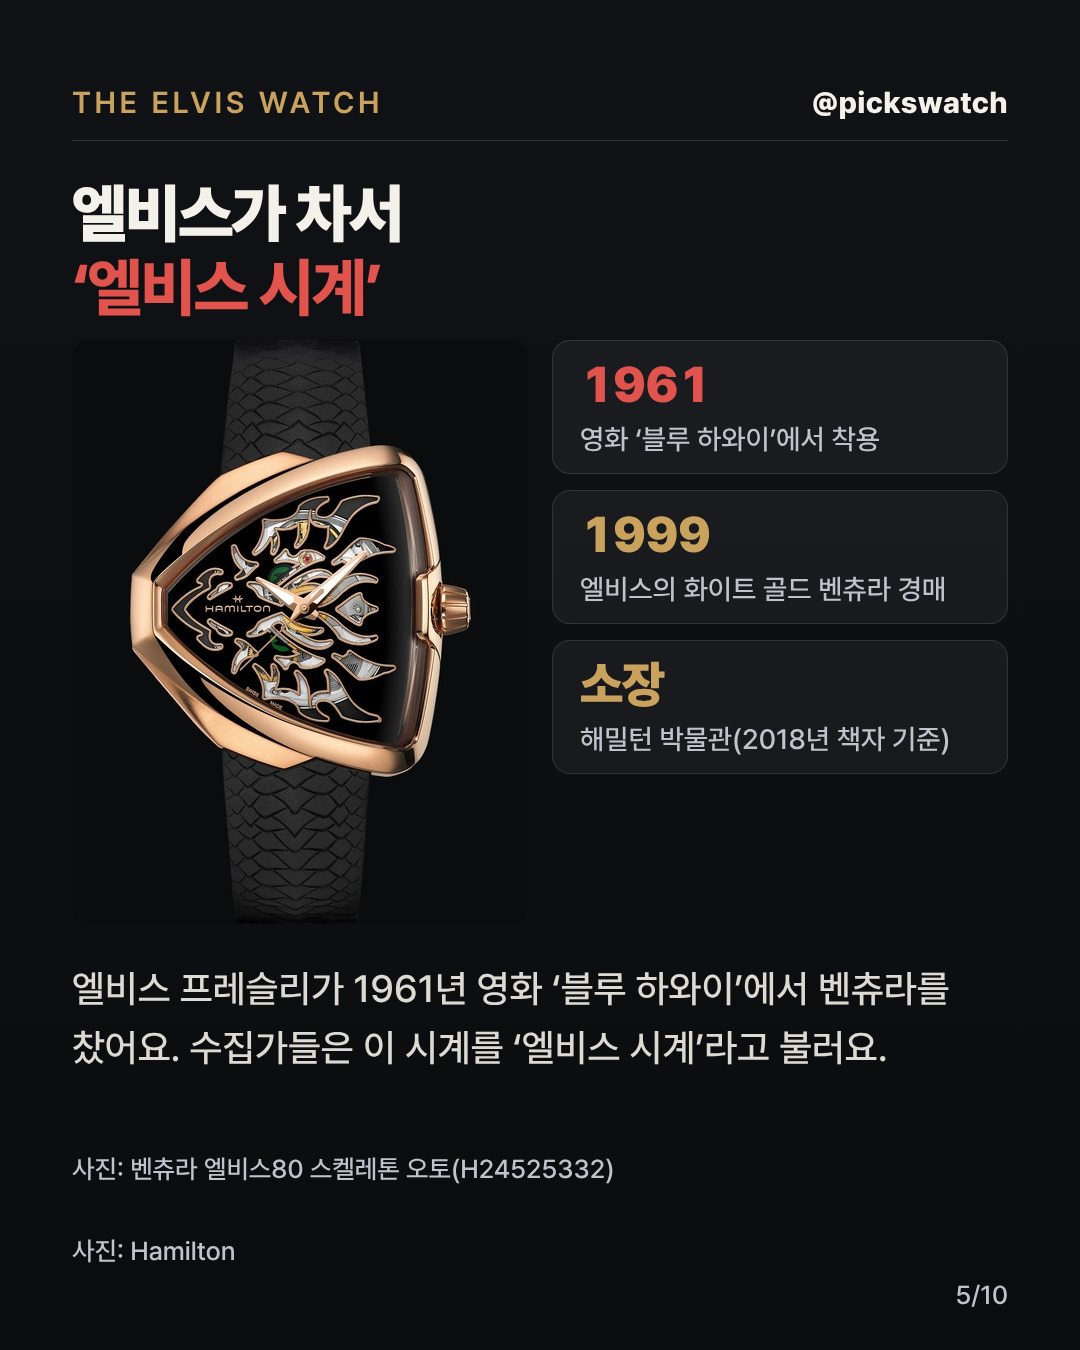 THE ELVIS WATCH
@pickswatch
엘비스가 차서
‘엘비스 시계’
HAMILTON
SWISS
MADE
1961
영화 ‘블루 하와이’에서 착용
1999
엘비스의 화이트 골드 벤츄라 경매
소장
해밀턴 박물관(2018년 책자 기준)
엘비스 프레슬리가 1961년 영화 ‘블루 하와이’에서 벤츄라를
찼어요. 수집가들은 이 시계를 ‘엘비스 시계’라고 불러요.
사진: 벤츄라 엘비스80 스켈레톤 오토(H24525332)
사진: Hamilton
5/10